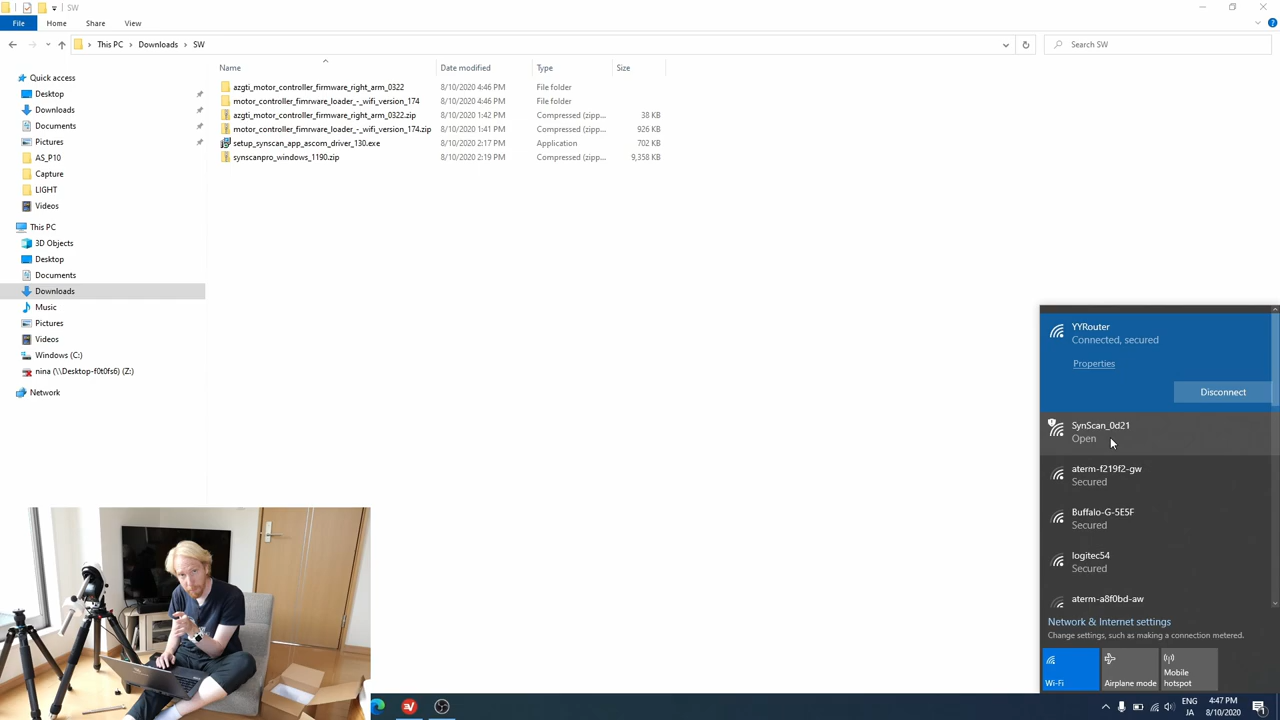 SW
File
Home
Share
View
This PC
Downloads
SW
Search SW
Name
Date modified
Type
Size
Quick access
Desktop
Downloads
Documents
Pictures
AS_P10
Capture
LIGHT
Videos
This PC
3D Objects
Desktop
Documents
Downloads
Music
Pictures
Videos
Windows (C:)
nina (\\Desktop-f0t0fs6) (Z:)
Network
azgti_motor_controller_firmware_right_arm_0322 8/10/2020 4:46 PM File folder
motor_controller_fimrware_loader_-_wifi_version_174 8/10/2020 4:46 PM File folder
azgti_motor_controller_firmware_right_arm_0322.zip 8/10/2020 1:42 PM Compressed (zipp... 38 KB
motor_controller_fimrware_loader_-_wifi_version_174.zip 8/10/2020 1:41 PM Compressed (zipp... 926 KB
setup_synscan_app_ascom_driver_130.exe 8/10/2020 2:17 PM Application 702 KB
synscanpro_windows_1190.zip 8/10/2020 2:19 PM Compressed (zipp... 9,358 KB
YYRouter
Connected, secured
Properties
Disconnect
SynScan_0d21
Open
aterm-f219f2-gw
Secured
Buffalo-G-5E5F
Secured
logitec54
Secured
aterm-a8f0bd-aw
Network & Internet settings
Change settings, such as making a connection metered.
Wi-Fi
Airplane mode
Mobile
hotspot
ENG
JA
4:47 PM
8/10/2020
1